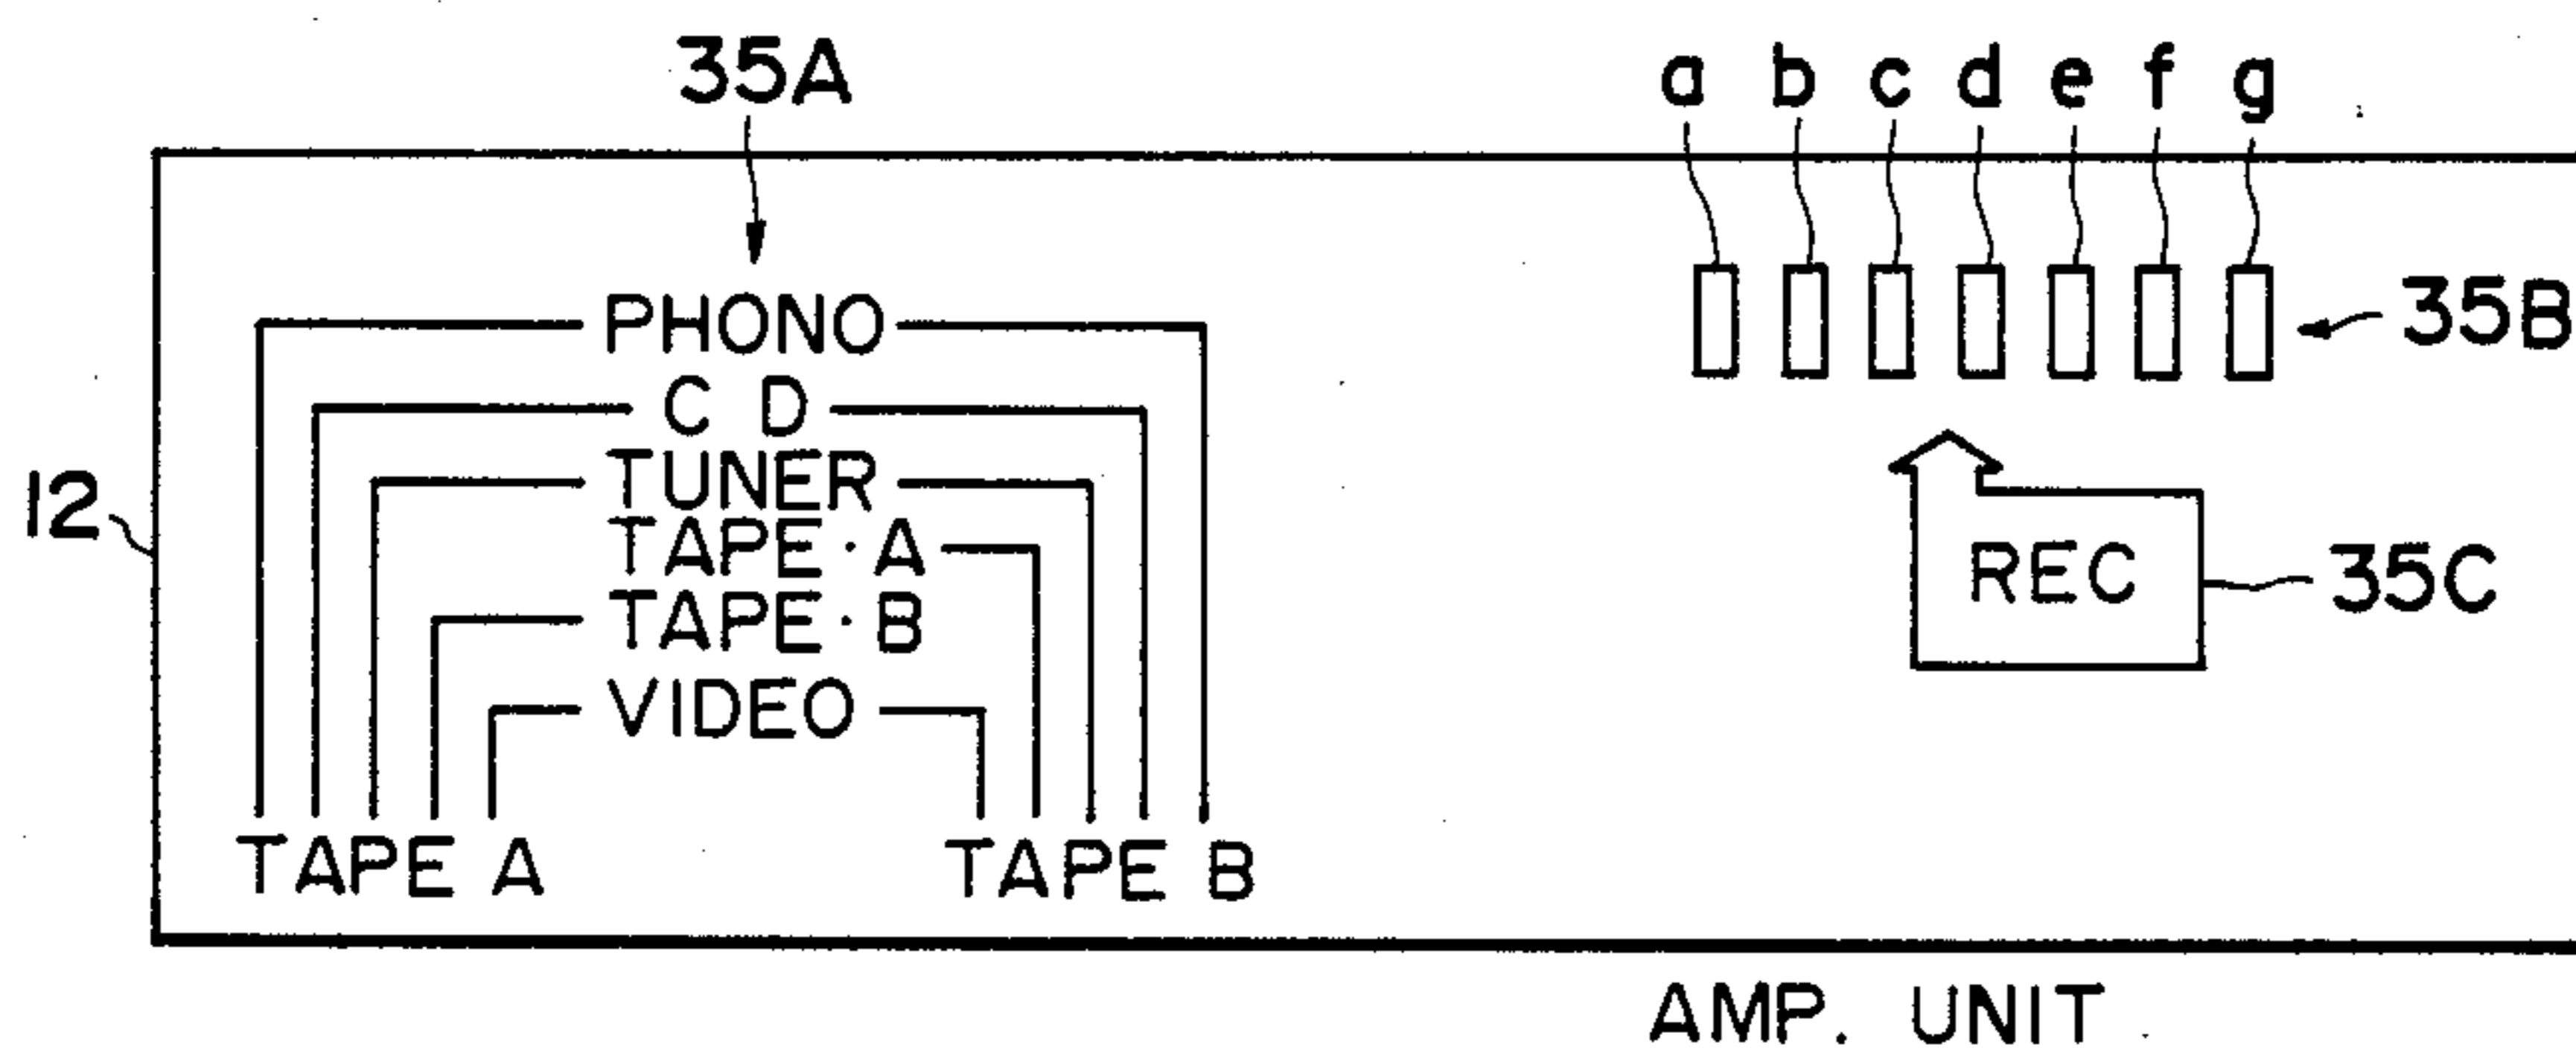 35A
a b c d e f g
PHONO
35B
C D
TUNER
12
TAPE·A
REC
35C
TAPE·B
VIDEO
TAPE A
TAPE B
AMP. UNIT